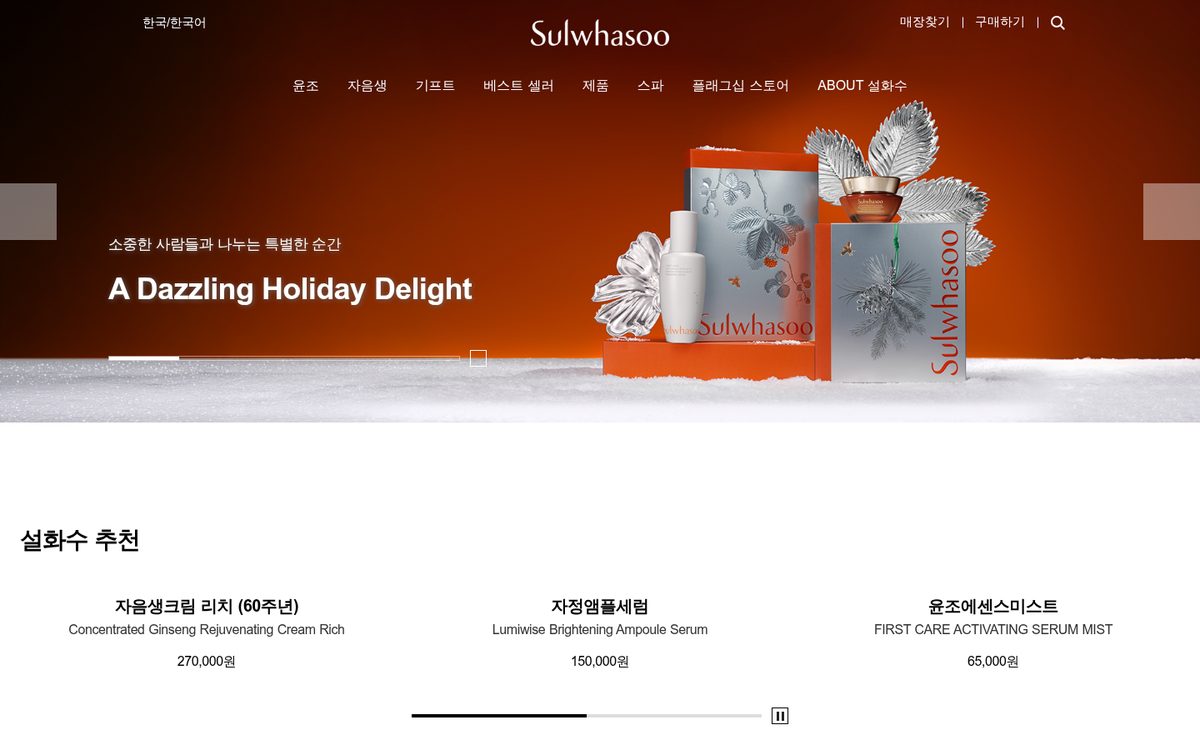 한국/한국어
Sulwhasoo
매장찾기 | 구매하기 |
윤조 자음생 기프트 베스트 셀러 제품 스파 플래그십 스토어 ABOUT 설화수
소중한 사람들과 나누는 특별한 순간
A Dazzling Holiday Delight
Sulwhasoo
Sulwhasoo
Sulwhasoo
Sulwhasoo
설화수 추천
자음생크림 리치 (60주년)
Concentrated Ginseng Rejuvenating Cream Rich
270,000원
자정앰플세럼
Lumiwise Brightening Ampoule Serum
150,000원
윤조에센스미스트
FIRST CARE ACTIVATING SERUM MIST
65,000원